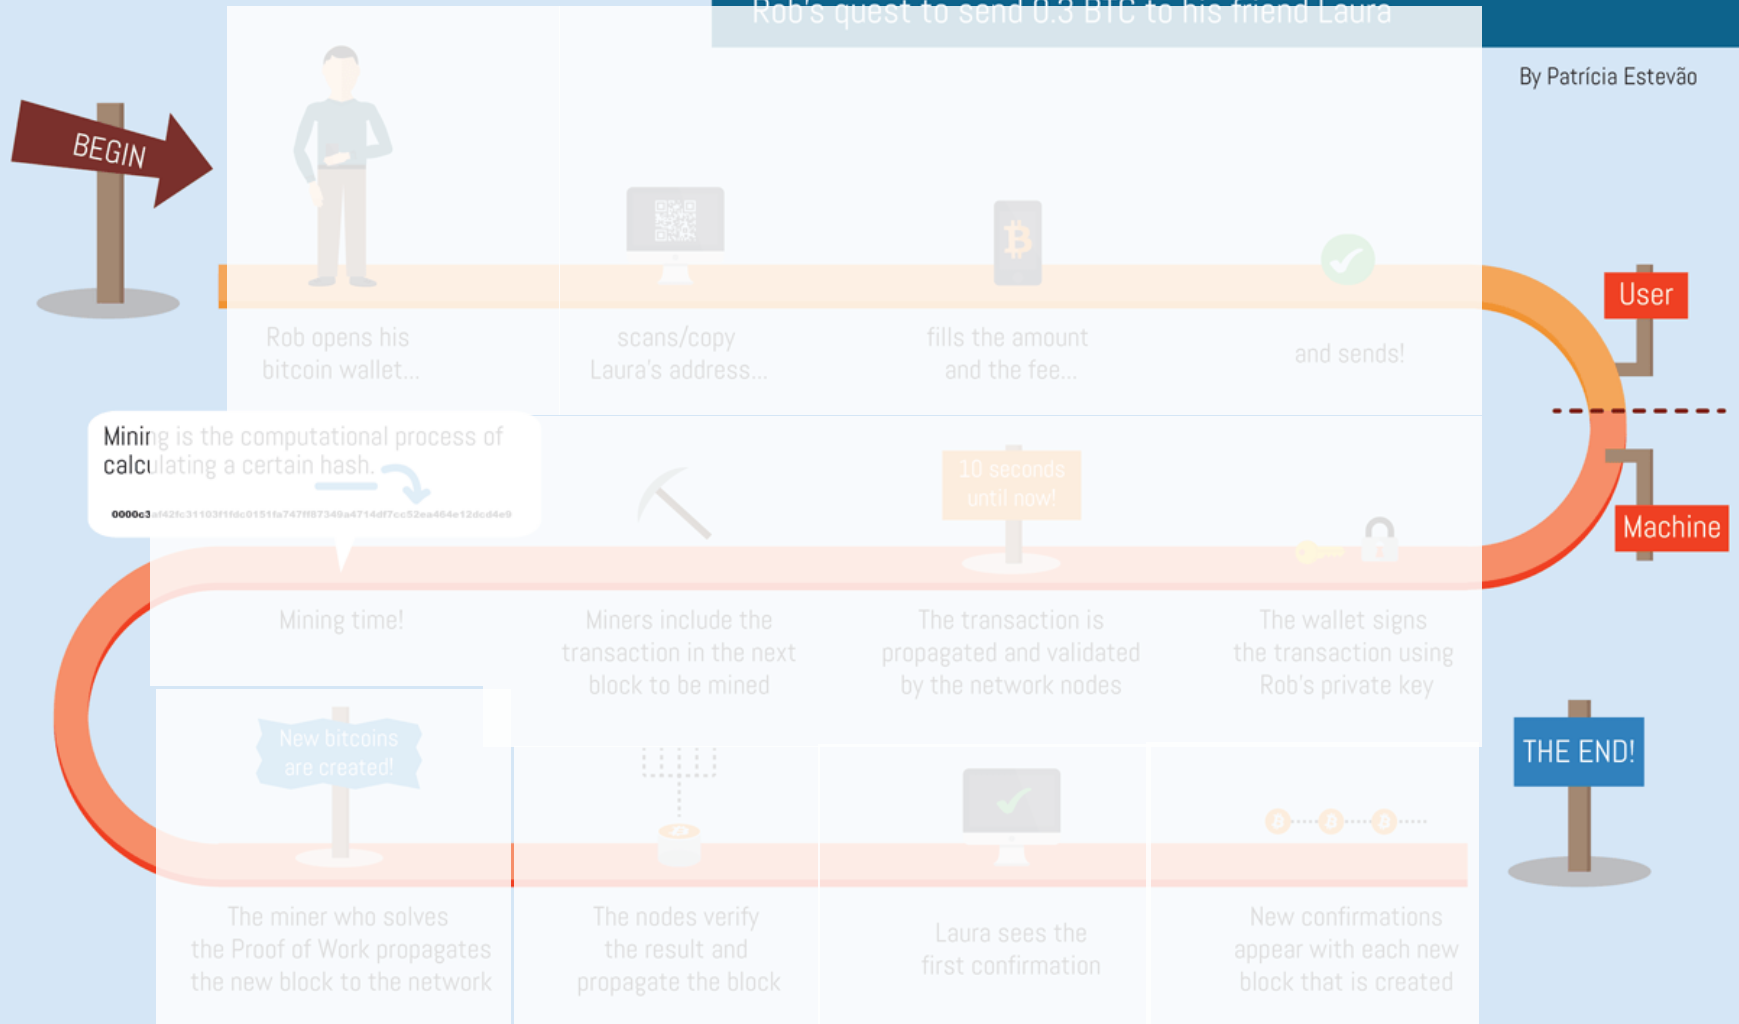 Rob's quest to send 0.3 BTC to his friend Laura
By Patrícia Estevão
BEGIN
Rob opens his
bitcoin wallet...
scans/copy
Laura's address...
fills the amount
and the fee...
and sends!
User
Machine
Mining is the computational process of
calculating a certain hash.
0000c3af42fc31103f1fdc0151fa747ff87349a4714df7cc52ea464e12dcd4e9
10 seconds
until now!
Mining time!
Miners include the
transaction in the next
block to be mined
The transaction is
propagated and validated
by the network nodes
The wallet signs
the transaction using
Rob's private key
New bitcoins
are created!
THE END!
The miner who solves
the Proof of Work propagates
the new block to the network
The nodes verify
the result and
propagate the block
Laura sees the
first confirmation
New confirmations
appear with each new
block that is created